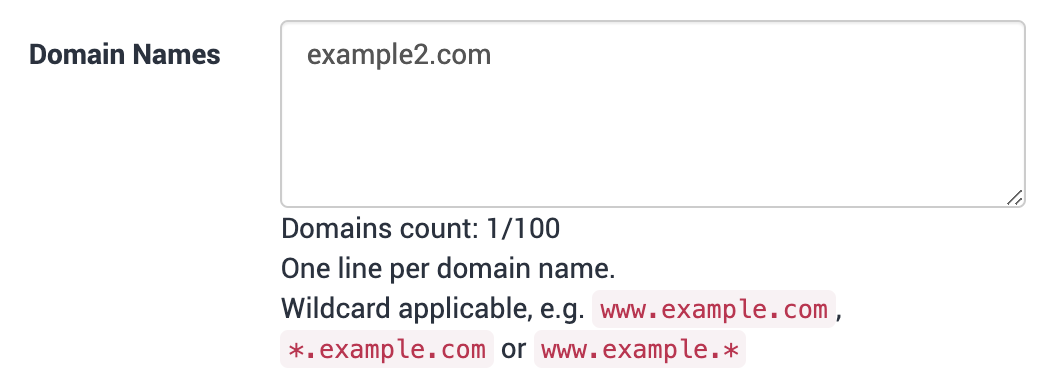 Domain Names
example2.com
Domains count: 1/100
One line per domain name.
Wildcard applicable, e.g. www.example.com,
*.example.com or www.example.*